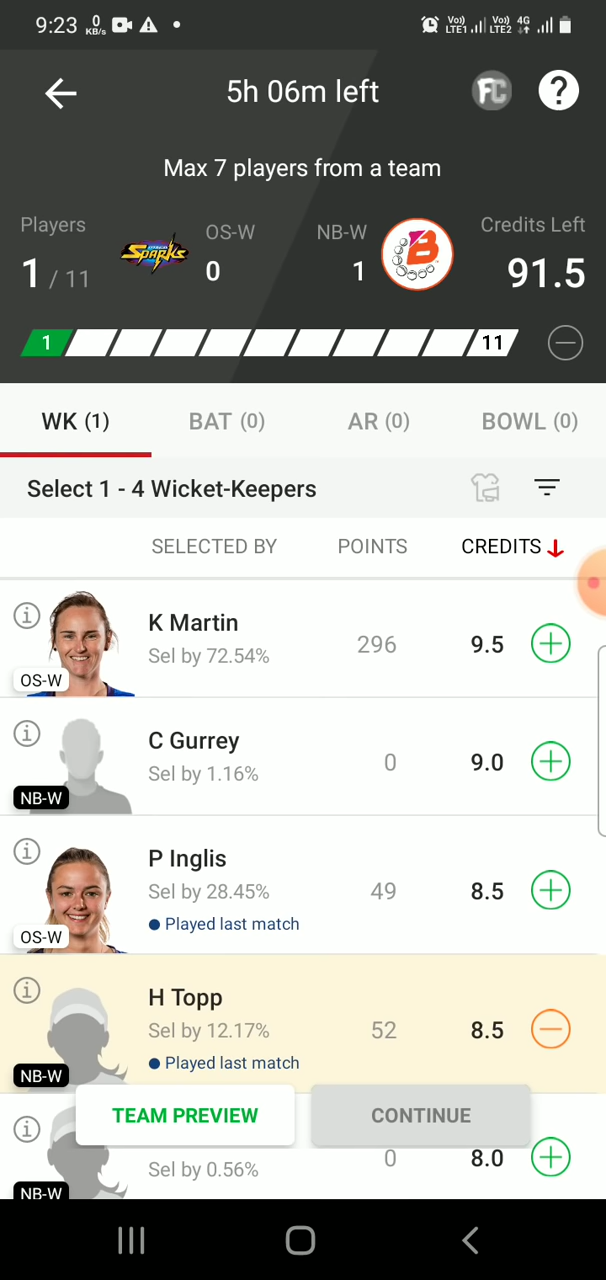 9:23 0 KB/s Vo)) LTE1 Vo)) LTE2 4G
5h 06m left FC ?
Max 7 players from a team
Players OS-W NB-W Credits Left
1 / 11 SPARKS 0 1 B 91.5
1 11
WK (1) BAT (0) AR (0) BOWL (0)
Select 1 - 4 Wicket-Keepers
SELECTED BY POINTS CREDITS
K Martin
Sel by 72.54% 296 9.5
OS-W
C Gurrey
Sel by 1.16% 0 9.0
NB-W
P Inglis
Sel by 28.45% 49 8.5
Played last match
OS-W
H Topp
Sel by 12.17% 52 8.5
Played last match
NB-W
TEAM PREVIEW CONTINUE
Sel by 0.56% 0 8.0
NB-W